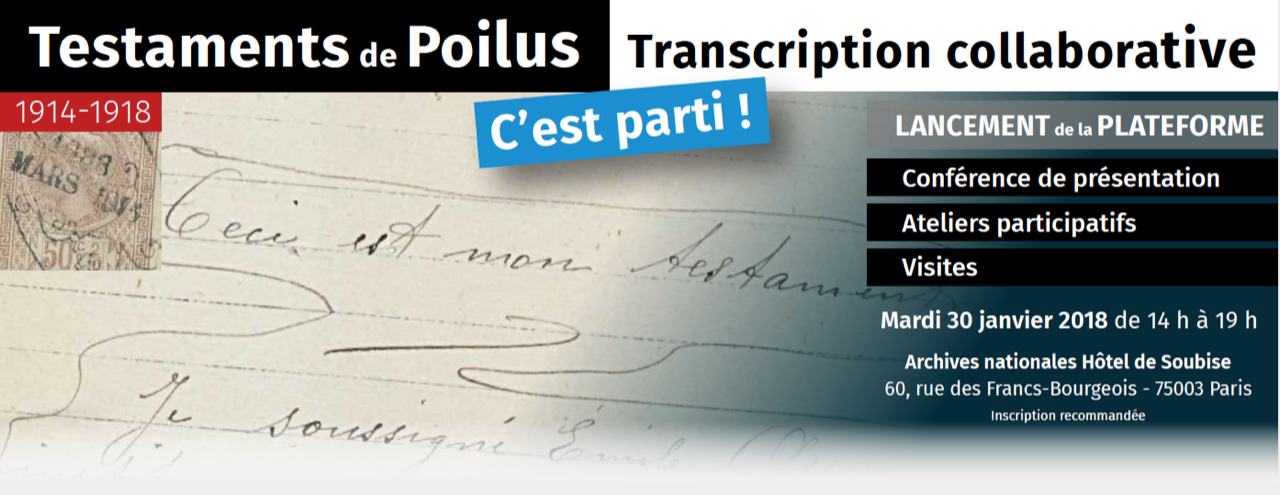 Testaments de Poilus
Transcription collaborative
1914-1918
C'est parti !
MARS
50c
Ceci est mon testament
Je soussigné Émile
LANCEMENT de la PLATEFORME
Conférence de présentation
Ateliers participatifs
Visites
Mardi 30 janvier 2018 de 14 h à 19 h
Archives nationales Hôtel de Soubise
60, rue des Francs-Bourgeois - 75003 Paris
Inscription recommandée